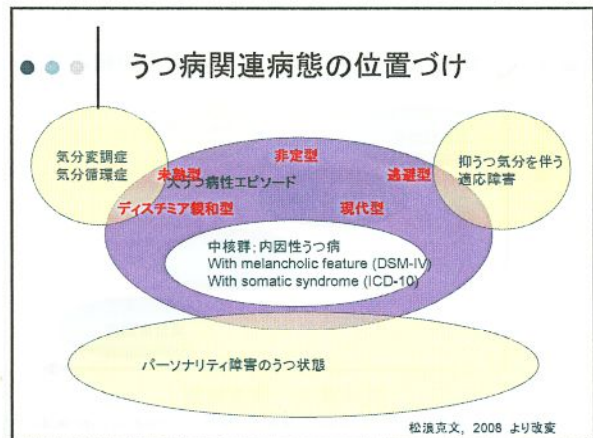 うつ病関連病態の位置づけ
気分変調症
気分循環症
非定型
未熟型
大うつ病性エピソード
逃避型
抑うつ気分を伴う
適応障害
ディスチミア親和型
現代型
中核群;内因性うつ病
With melancholic feature (DSM-IV)
With somatic syndrome (ICD-10)
パーソナリティ障害のうつ状態
松浪克文, 2008 より改変